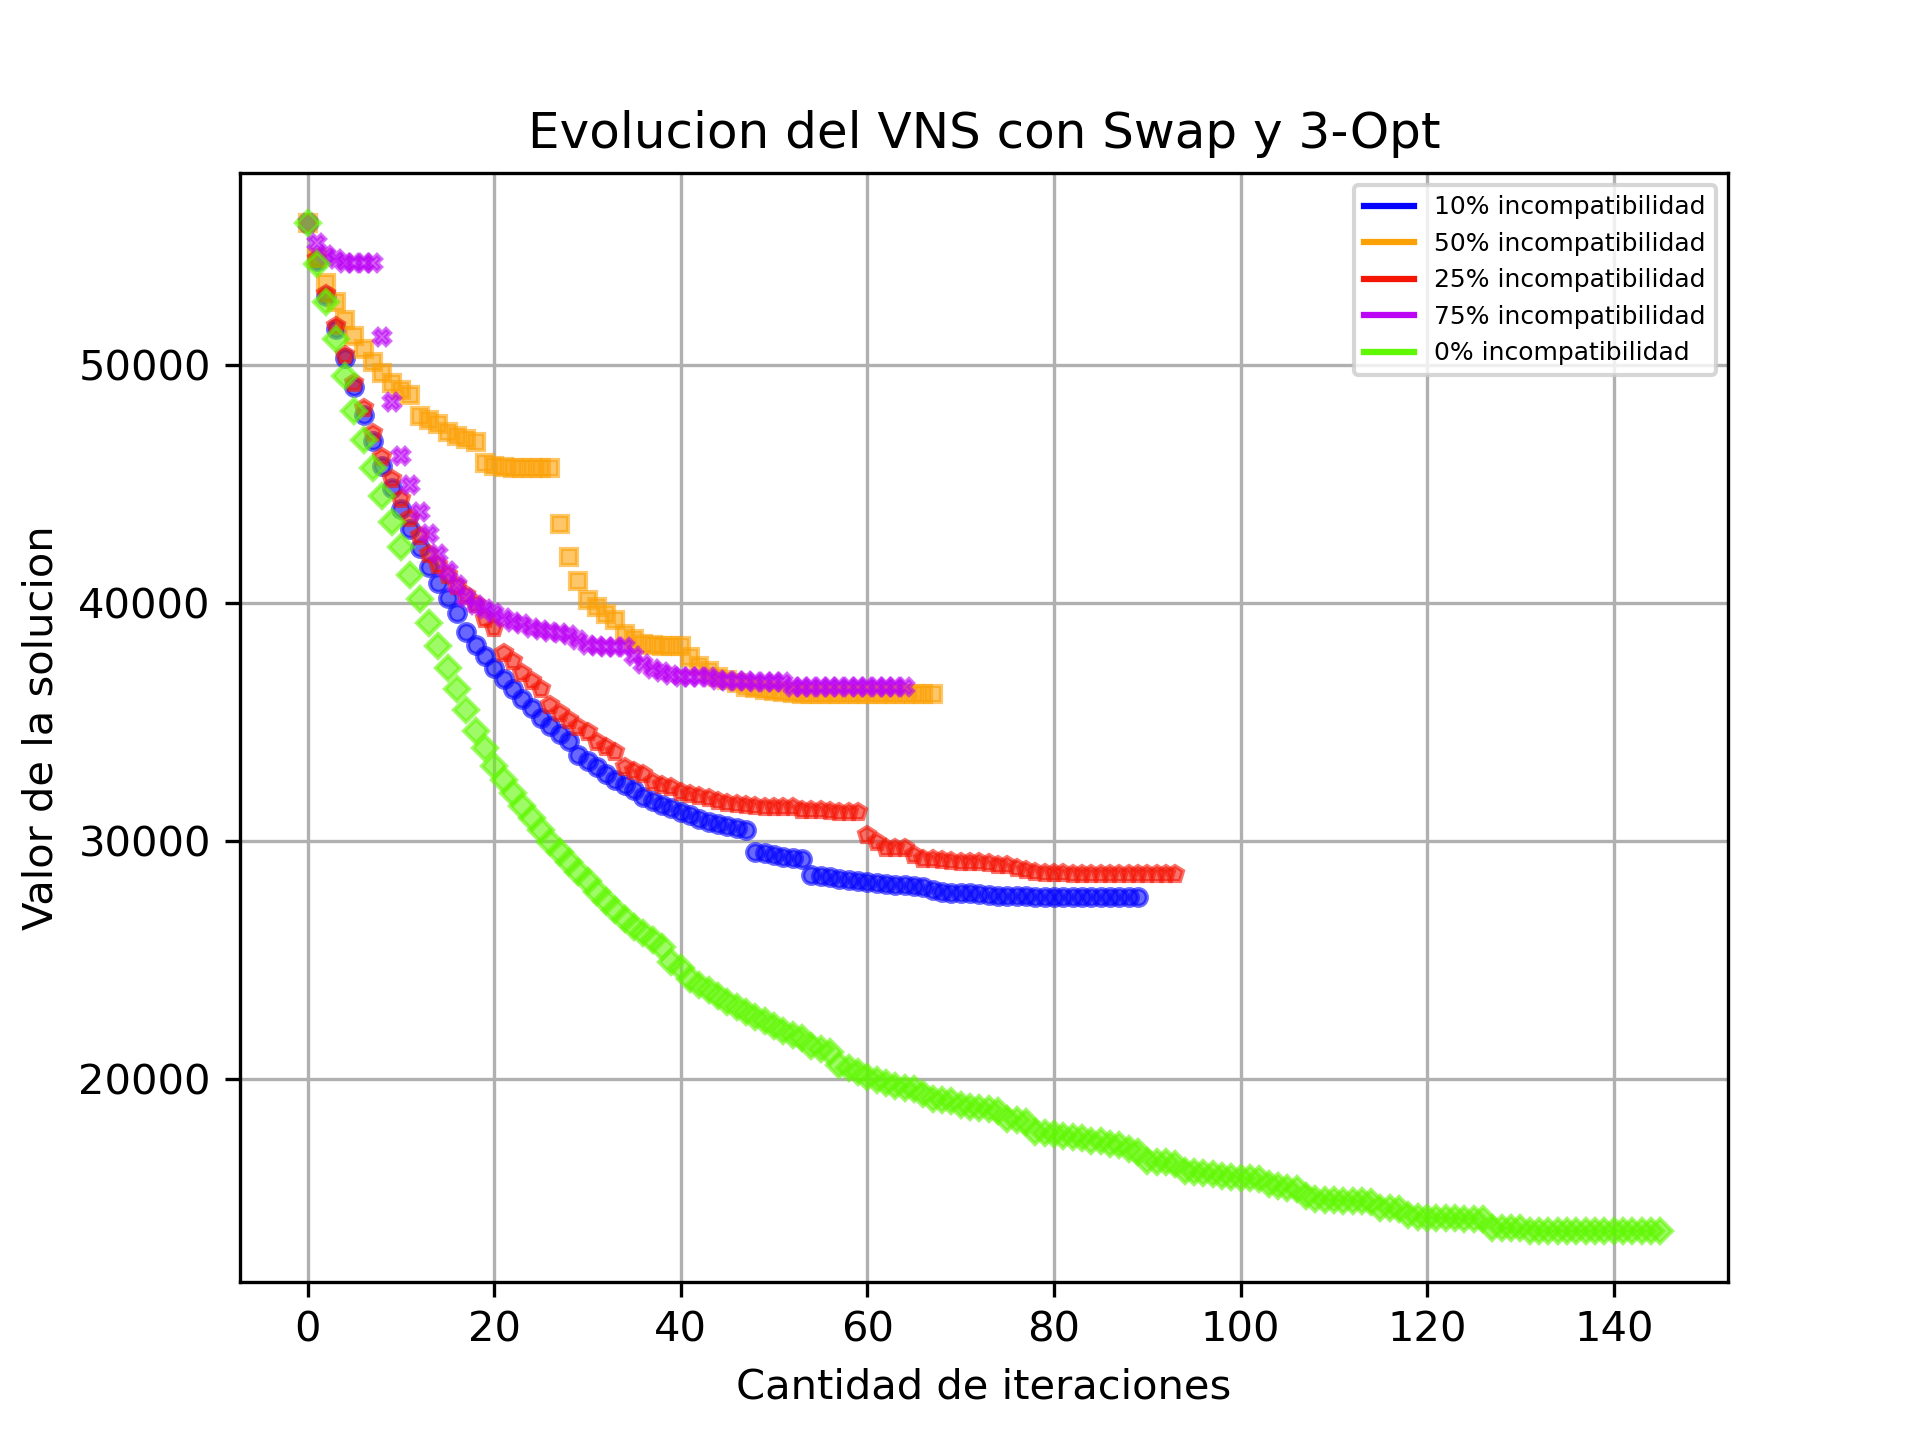 Evolucion del VNS con Swap y 3-Opt
10% incompatibilidad
50% incompatibilidad
25% incompatibilidad
75% incompatibilidad
0% incompatibilidad
Valor de la solucion
50000
40000
30000
20000
0 20 40 60 80 100 120 140
Cantidad de iteraciones